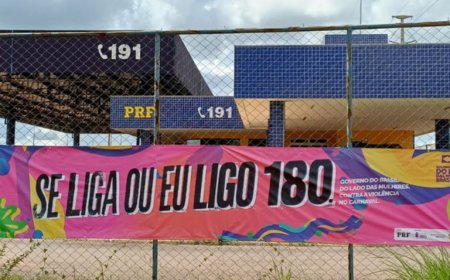 191
PRF
191
SE LIGA OU EU LIGO 180.
GOVERNO DO BRASIL
DO LADO DAS MULHERES,
CONTRA A VIOLÊNCIA
NO CARNAVAL.
PRF